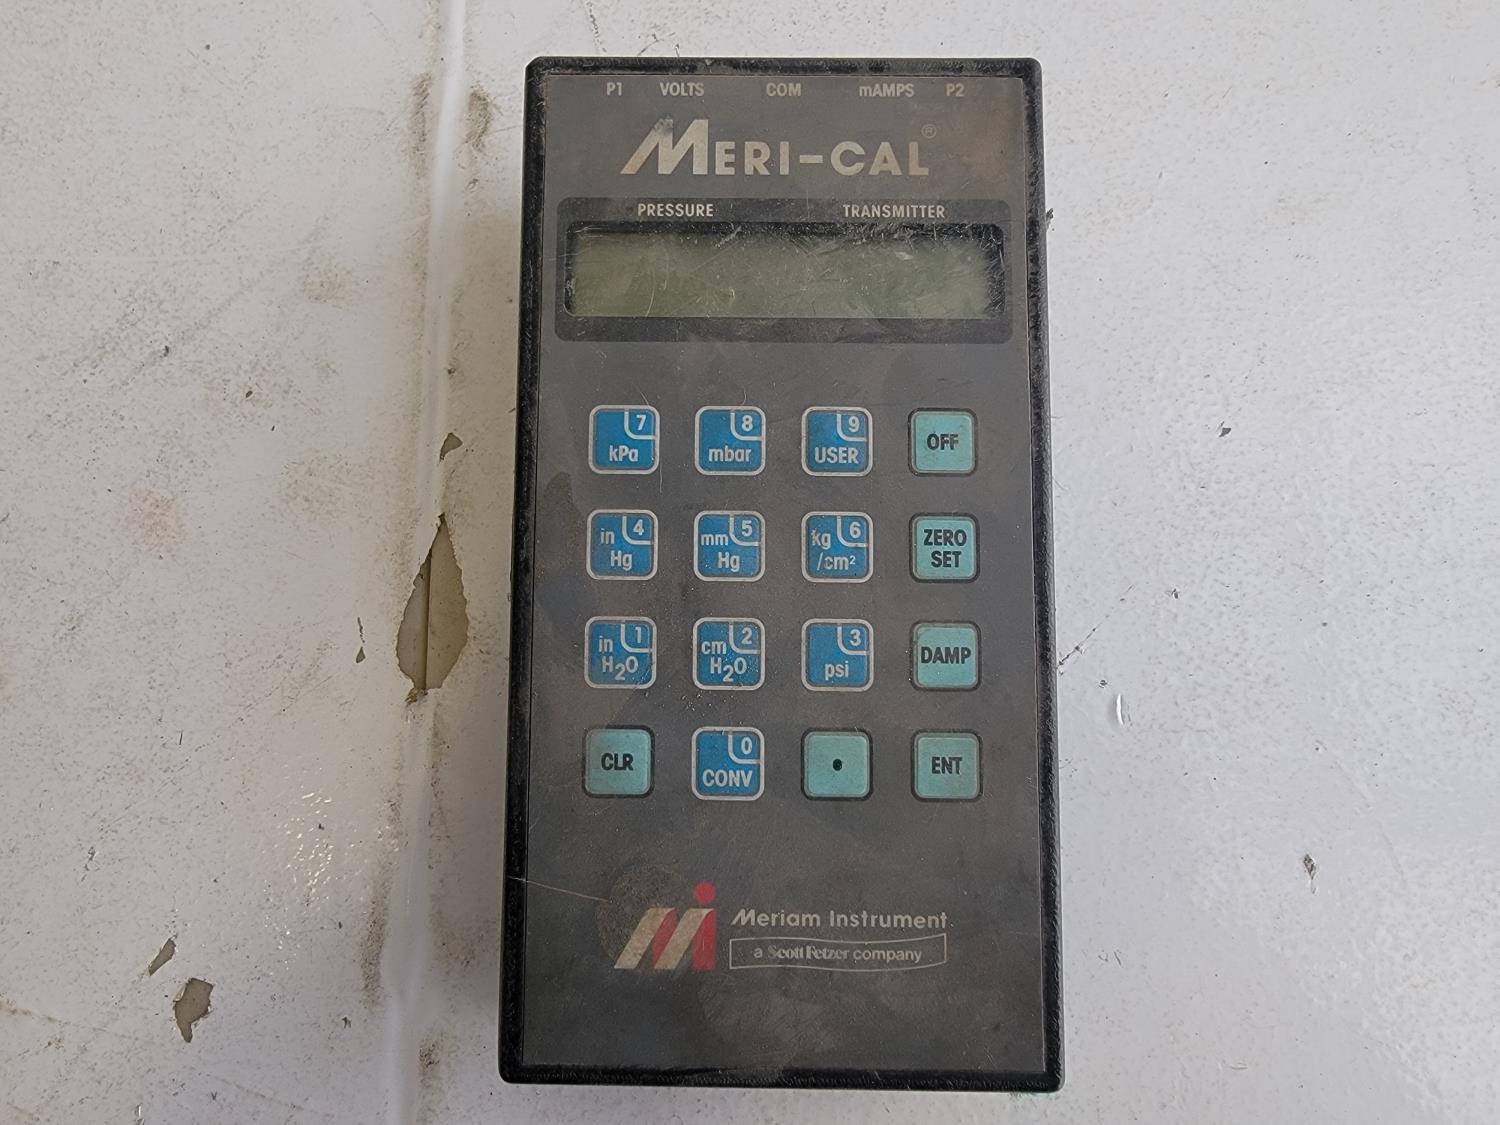 P1 VOLTS COM mAMPS P2
MERI-CAL®
PRESSURE TRANSMITTER
7 8 9
kPa mbar USER OFF
in 4 mm 5 kg 6 ZERO
Hg Hg /cm² SET
in 1 cm 2 3
H₂O H₂O psi DAMP
0
CLR CONV • ENT
Meriam Instrument
a Scott Fetzer company